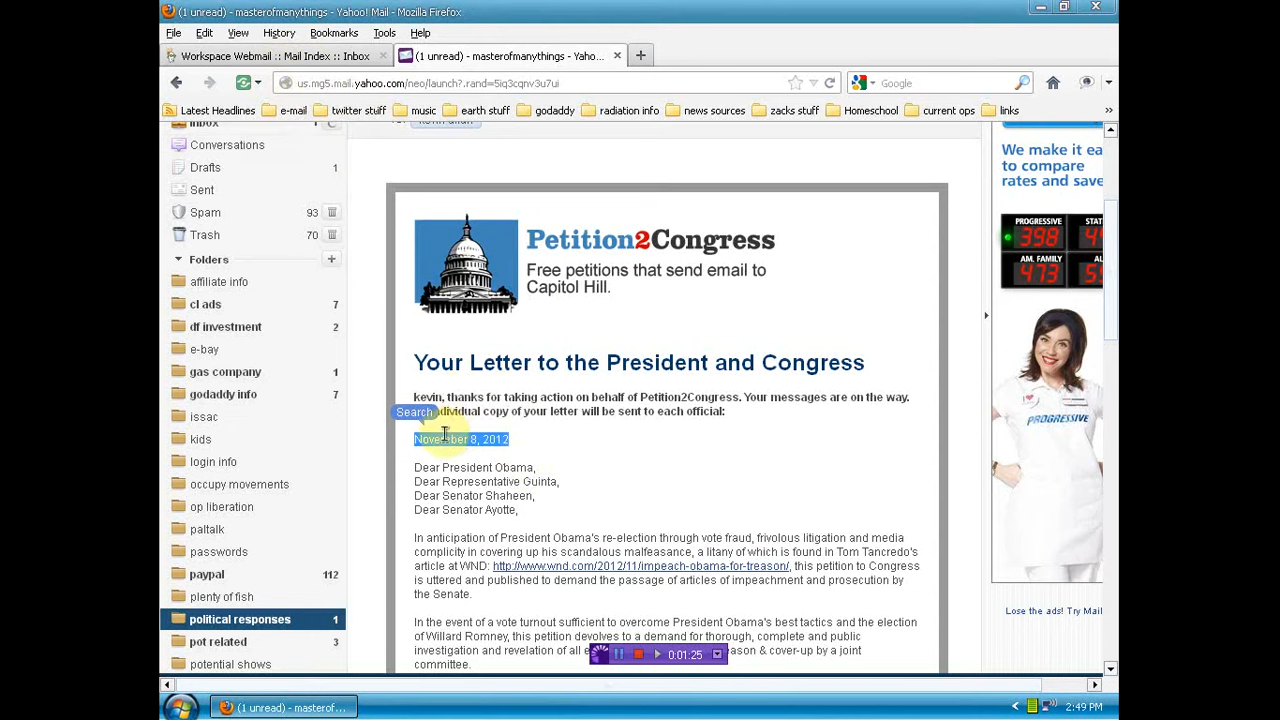 (1 unread) - masterofmanythings - Yahoo! Mail - Mozilla Firefox
File Edit View History Bookmarks Tools Help
Workspace Webmail :: Mail Index :: Inbox
(1 unread) - masterofmanythings - Yaho...
us.mg5.mail.yahoo.com/neo/launch?.rand=5iq3cqnv3u7ui
Google
Latest Headlines e-mail twitter stuff music earth stuff godaddy radiation info news sources zacks stuff Homeschool current ops links
Inbox
Conversations
Drafts 1
Sent
Spam 93
Trash 70
Folders
affiliate info
cl ads 7
df investment 2
e-bay
gas company 1
godaddy info 7
issac
kids
login info
occupy movements
op liberation
paltalk
passwords
paypal 112
plenty of fish
political responses 1
pot related 3
potential shows
Petition2Congress
Free petitions that send email to
Capitol Hill.
Your Letter to the President and Congress
kevin, thanks for taking action on behalf of Petition2Congress. Your messages are on the way.
Search dividual copy of your letter will be sent to each official:
November 8, 2012
Dear President Obama,
Dear Representative Guinta,
Dear Senator Shaheen,
Dear Senator Ayotte,
In anticipation of President Obama's re-election through vote fraud, frivolous litigation and media
complicity in covering up his scandalous malfeasance, a litany of which is found in Tom Tancredo's
article at WND: http://www.wnd.com/2012/11/impeach-obama-for-treason/, this petition to Congress
is uttered and published to demand the passage of articles of impeachment and prosecution by
the Senate.
In the event of a vote turnout sufficient to overcome President Obama's best tactics and the election
of Willard Romney, this petition devolves to a demand for thorough, complete and public
investigation and revelation of all e ason & cover-up by a joint
committee.
0:01:25
We make it ea
to compare
rates and save
PROGRESSIVE STAT
398
AM. FAMILY AL
473
PROGRESSIVE
Lose the ads! Try Mail
(1 unread) - masterof...
2:49 PM